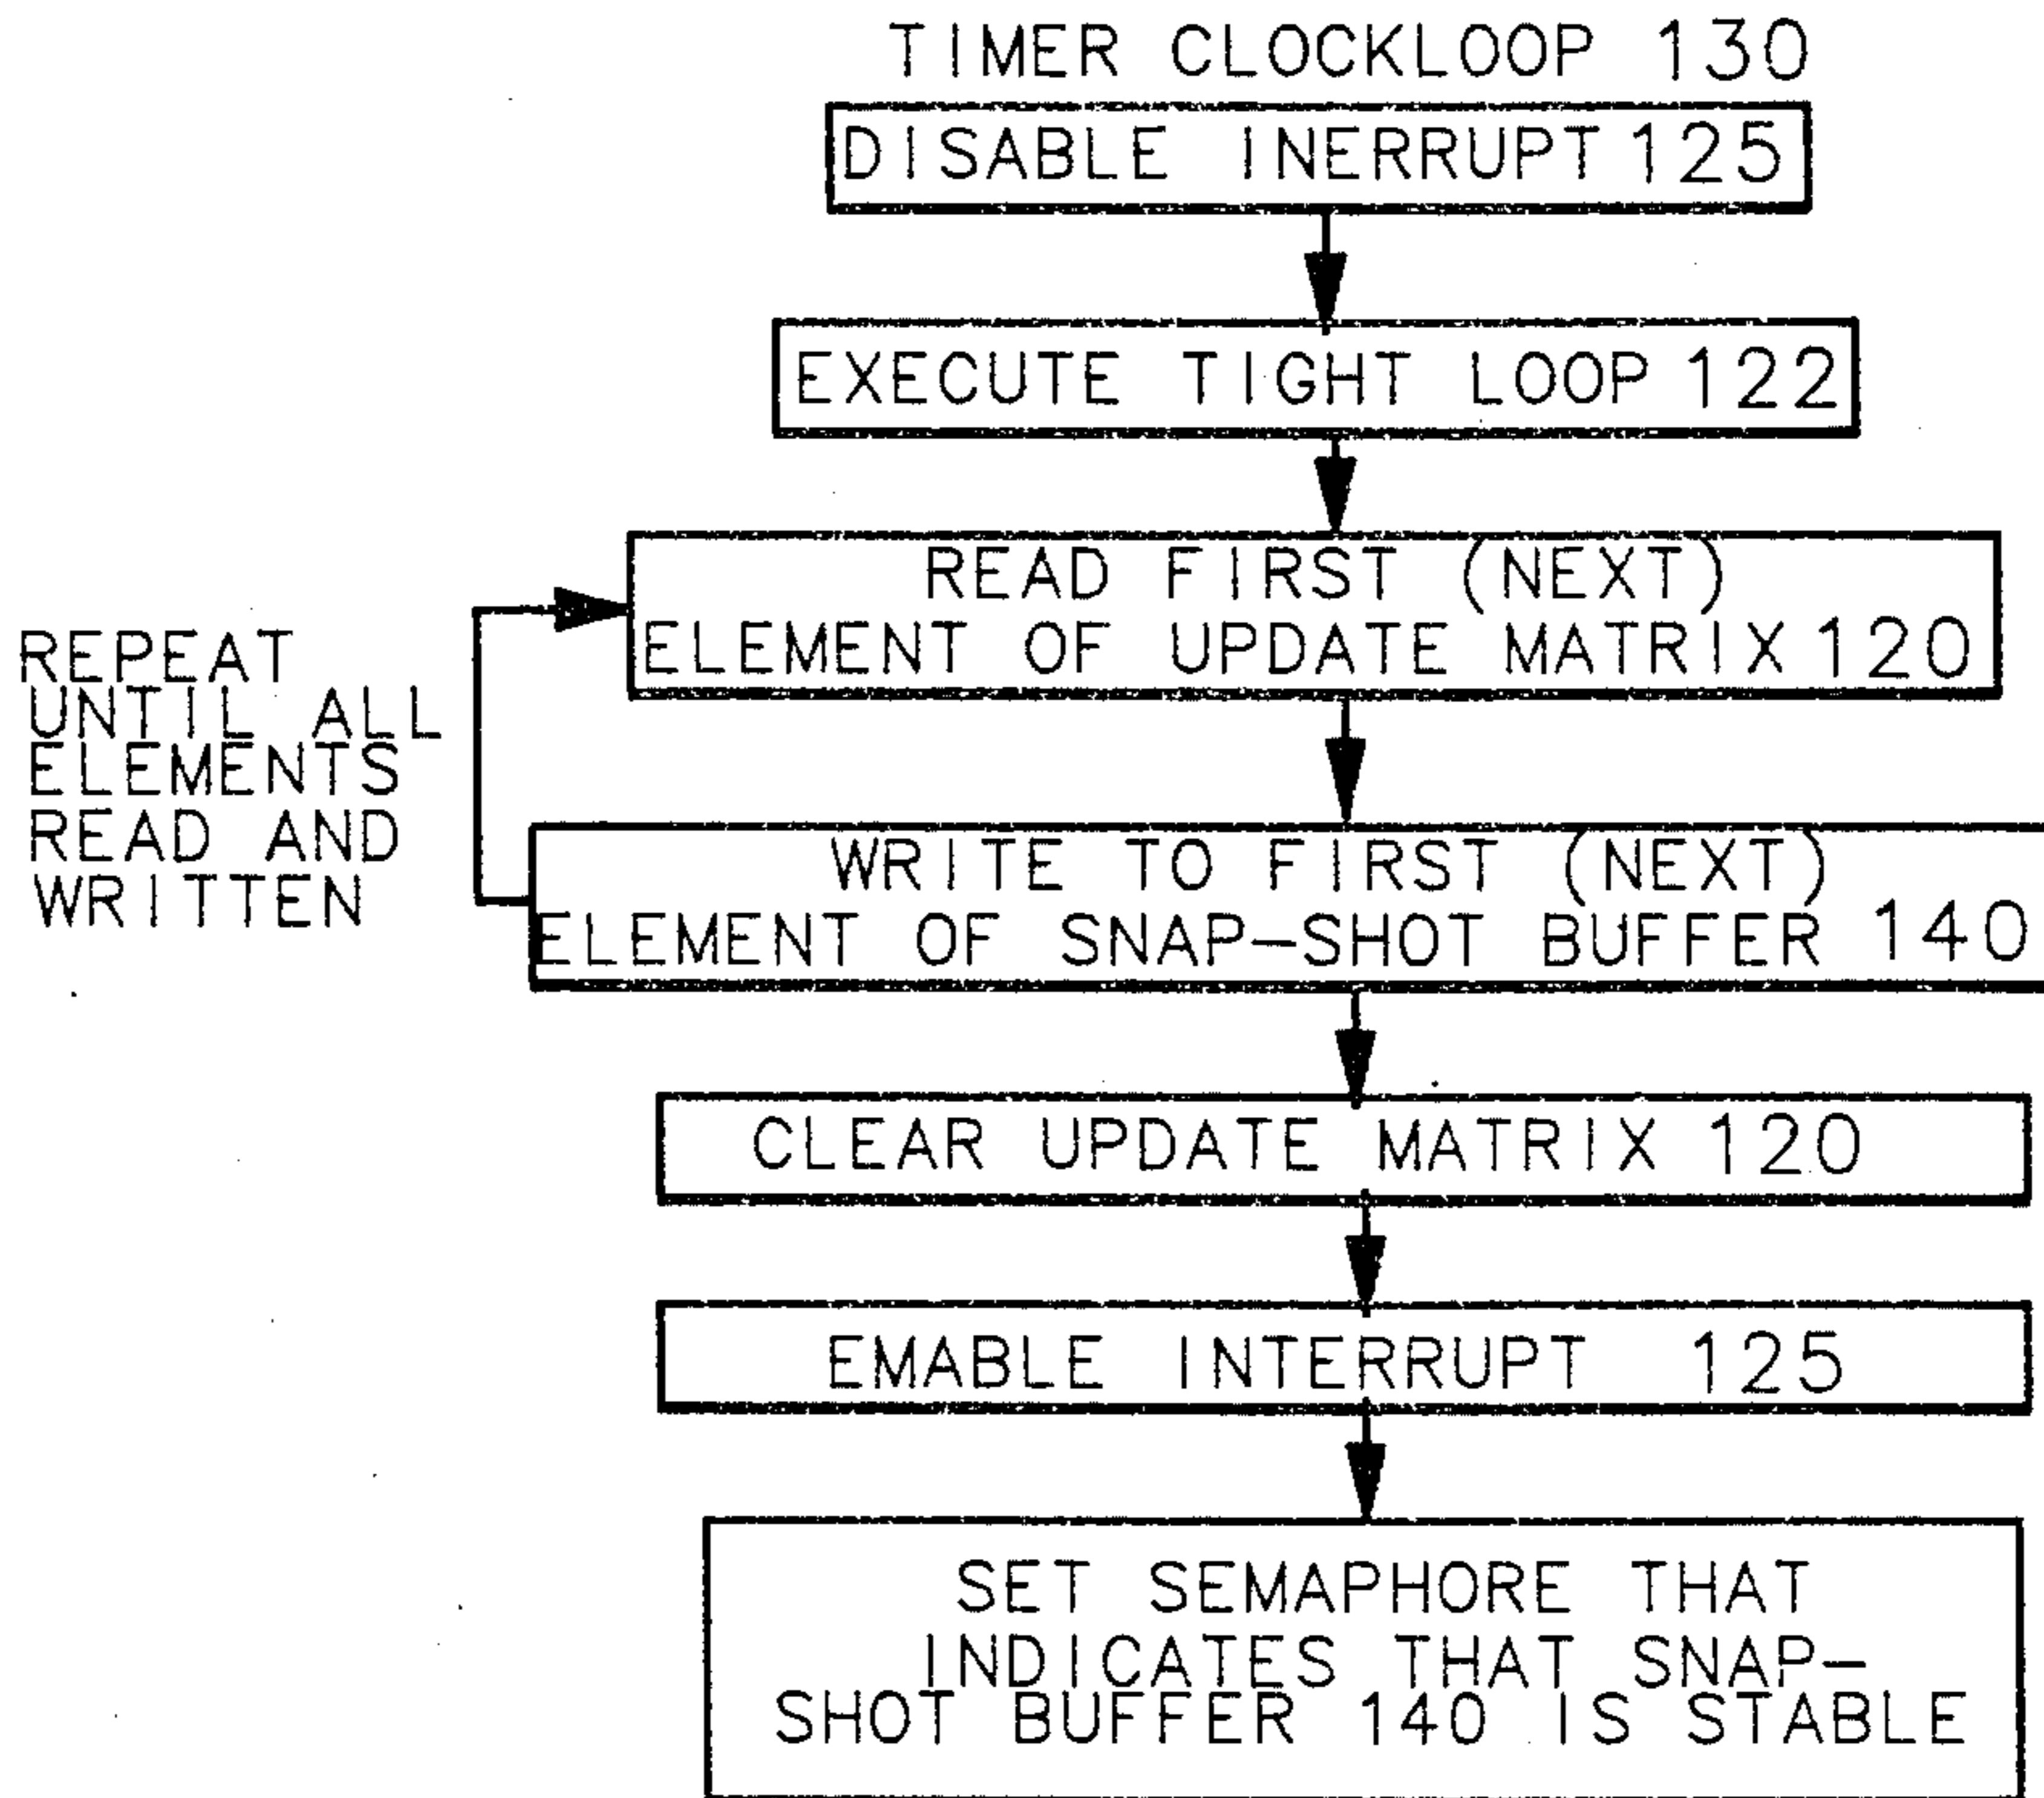 TIMER CLOCKLOOP 130
DISABLE INERRUPT 125
EXECUTE TIGHT LOOP 122
READ FIRST (NEXT)
ELEMENT OF UPDATE MATRIX 120
REPEAT
UNTIL ALL
ELEMENTS
READ AND
WRITTEN
WRITE TO FIRST (NEXT)
ELEMENT OF SNAP-SHOT BUFFER 140
CLEAR UPDATE MATRIX 120
EMABLE INTERRUPT 125
SET SEMAPHORE THAT
INDICATES THAT SNAP-
SHOT BUFFER 140 IS STABLE